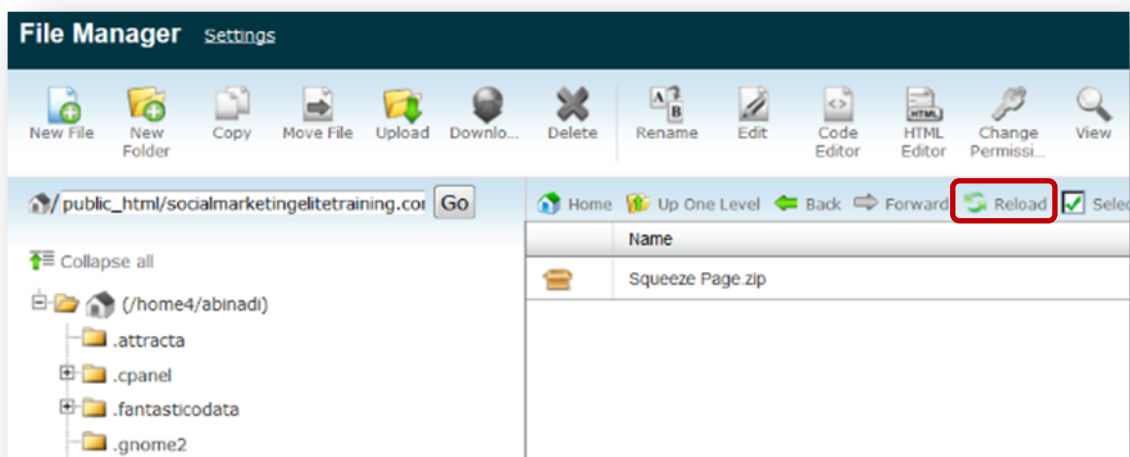 File Manager Settings
New File New Folder Copy Move File Upload Downlo... Delete Rename Edit Code Editor HTML Editor Change Permissi... View
/ public_html/socialmarketingelitetraining.cor Go
Home Up One Level Back Forward Reload Selec
Name
Squeeze Page.zip
Collapse all
(/home4/abinadi)
.attracta
.cpanel
.fantasticodata
.gnome2